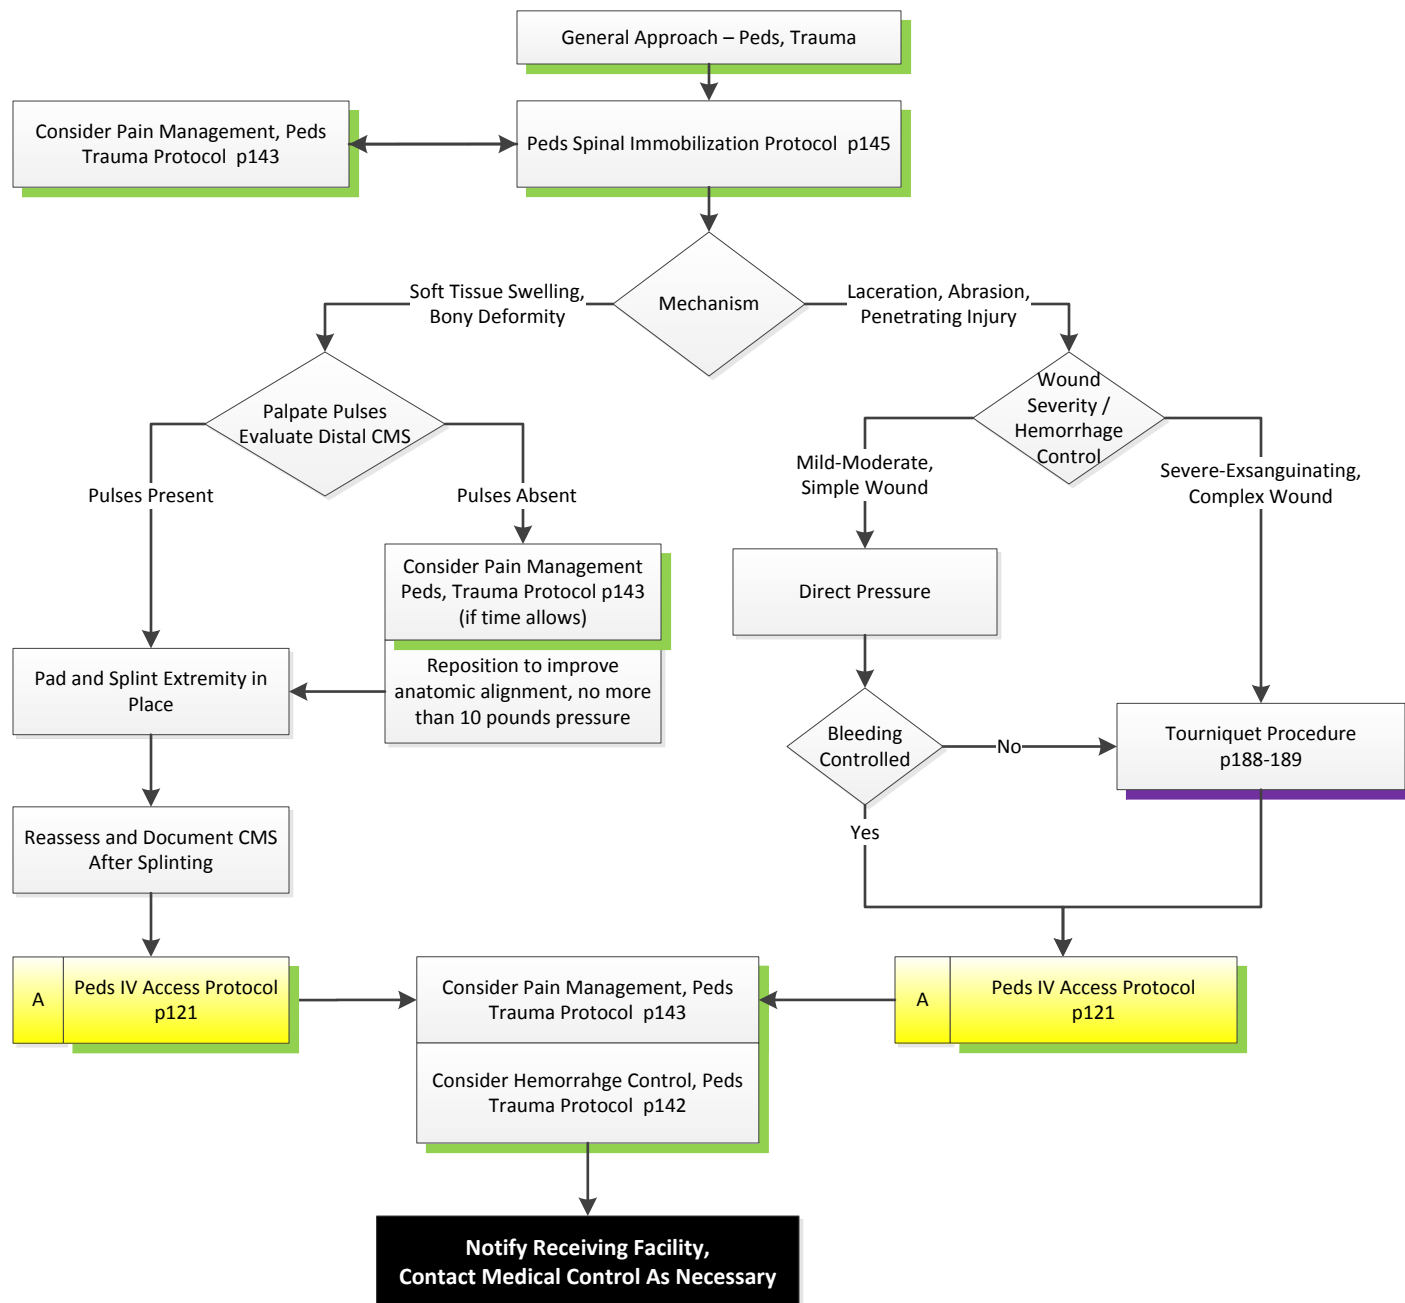 General Approach – Peds, Trauma
Consider Pain Management, Peds
Trauma Protocol  p143
Peds Spinal Immobilization Protocol  p145
Mechanism
Soft Tissue Swelling,
Bony Deformity
Laceration, Abrasion,
Penetrating Injury
Palpate Pulses
Evaluate Distal CMS
Wound
Severity /
Hemorrhage
Control
Pulses Present
Pulses Absent
Mild-Moderate,
Simple Wound
Severe-Exsanguinating,
Complex Wound
Consider Pain Management
Peds, Trauma Protocol p143
(if time allows)
Reposition to improve
anatomic alignment, no more
than 10 pounds pressure
Direct Pressure
Pad and Splint Extremity in
Place
Bleeding
Controlled
No
Yes
Tourniquet Procedure
p188-189
Reassess and Document CMS
After Splinting
A
Peds IV Access Protocol
p121
Consider Pain Management, Peds
Trauma Protocol  p143
Consider Hemorrahge Control, Peds
Trauma Protocol  p142
A
Peds IV Access Protocol
p121
Notify Receiving Facility,
Contact Medical Control As Necessary